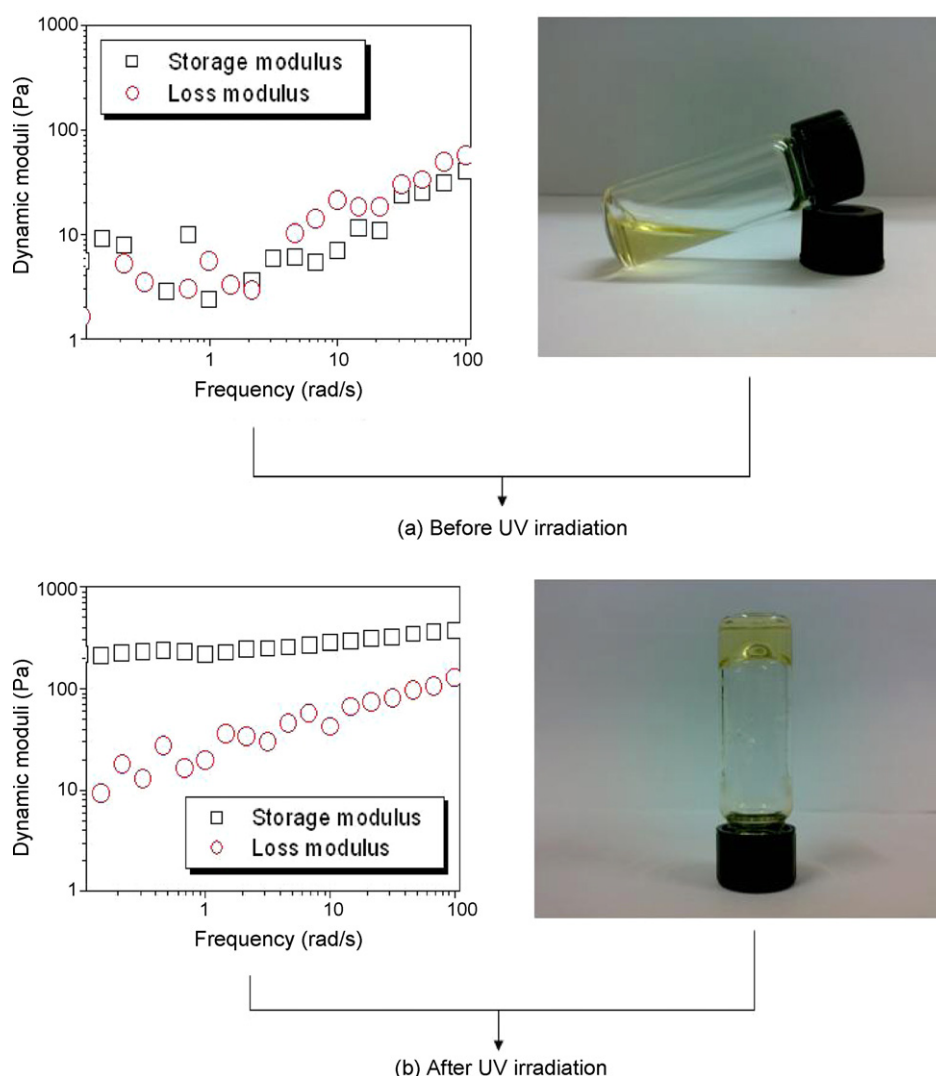 1000
Storage modulus
Loss modulus
100
10
1
Dynamic moduli (Pa)
1
10
100
Frequency (rad/s)
(a) Before UV irradiation
1000
100
10
1
Dynamic moduli (Pa)
Storage modulus
Loss modulus
1
10
100
Frequency (rad/s)
(b) After UV irradiation